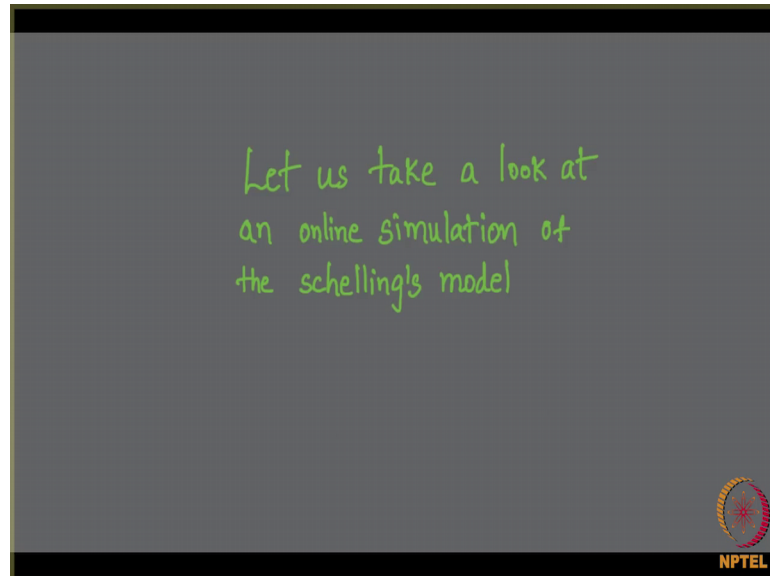 Let us take a look at
an online simulation of
the schelling's model
NPTEL